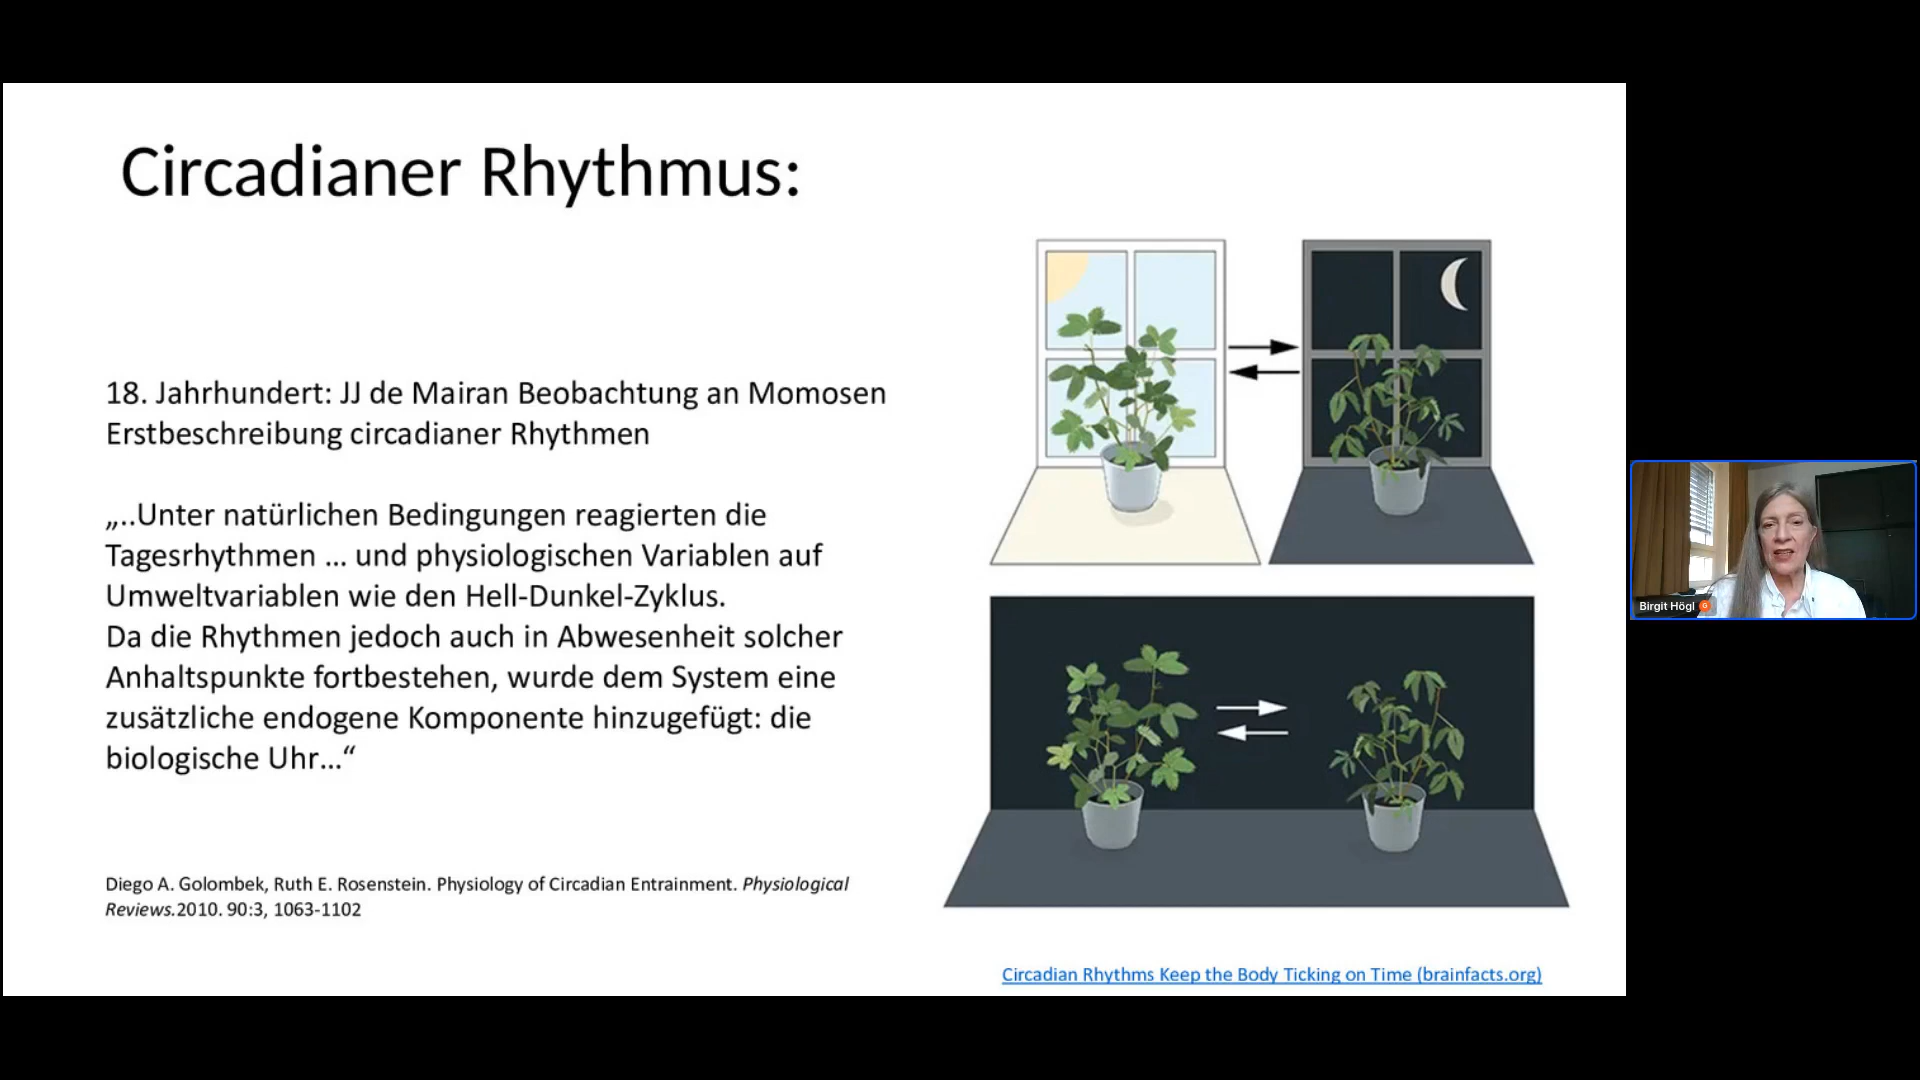 Circadianer Rhythmus:
18. Jahrhundert: JJ de Mairan Beobachtung an Momosen
Erstbeschreibung circadianer Rhythmen
„..Unter natürlichen Bedingungen reagierten die
Tagesrhythmen ... und physiologischen Variablen auf
Umweltvariablen wie den Hell-Dunkel-Zyklus.
Da die Rhythmen jedoch auch in Abwesenheit solcher
Anhaltspunkte fortbestehen, wurde dem System eine
zusätzliche endogene Komponente hinzugefügt: die
biologische Uhr...“
Diego A. Golombek, Ruth E. Rosenstein. Physiology of Circadian Entrainment. Physiological
Reviews.2010. 90:3, 1063-1102
Circadian Rhythms Keep the Body Ticking on Time (brainfacts.org)
Birgit Högl G